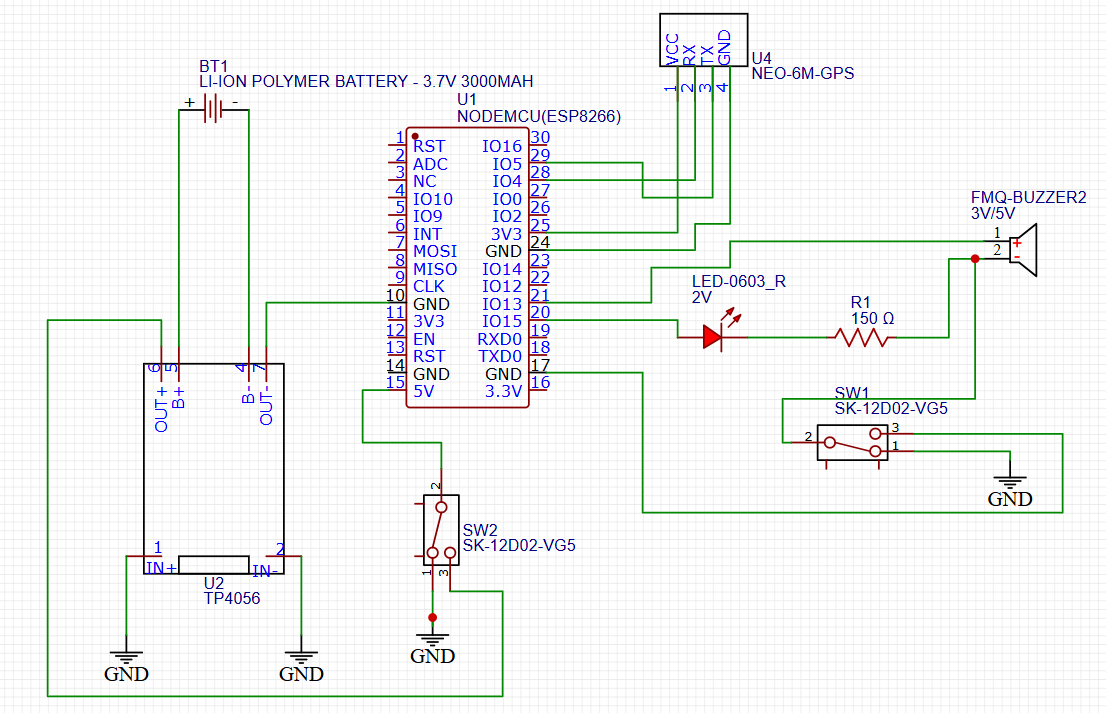 BT1
LI-ION POLYMER BATTERY - 3.7V 3000MAH
+ -
U1
NODEMCU(ESP8266)
1 RST IO16 30
2 ADC IO5 29
3 NC IO4 28
4 IO10 IO0 27
5 IO9 IO2 26
6 INT 3V3 25
7 MOSI GND 24
8 MISO IO14 23
9 CLK IO12 22
10 GND IO13 21
11 3V3 IO15 20
12 EN RXD0 19
13 RST TXD0 18
14 GND GND 17
15 5V 3.3V 16
VCC RX TX GND
1 2 3 4
U4
NEO-6M-GPS
FMQ-BUZZER2
3V/5V
1 +
2 -
LED-0603_R
2V
R1
150 Ω
SW1
SK-12D02-VG5
2 3
1
GND
6 5 4 7
OUT+ B+ B- OUT-
1 2
IN+ IN-
U2
TP4056
GND GND
2
SW2
SK-12D02-VG5
1 3
GND